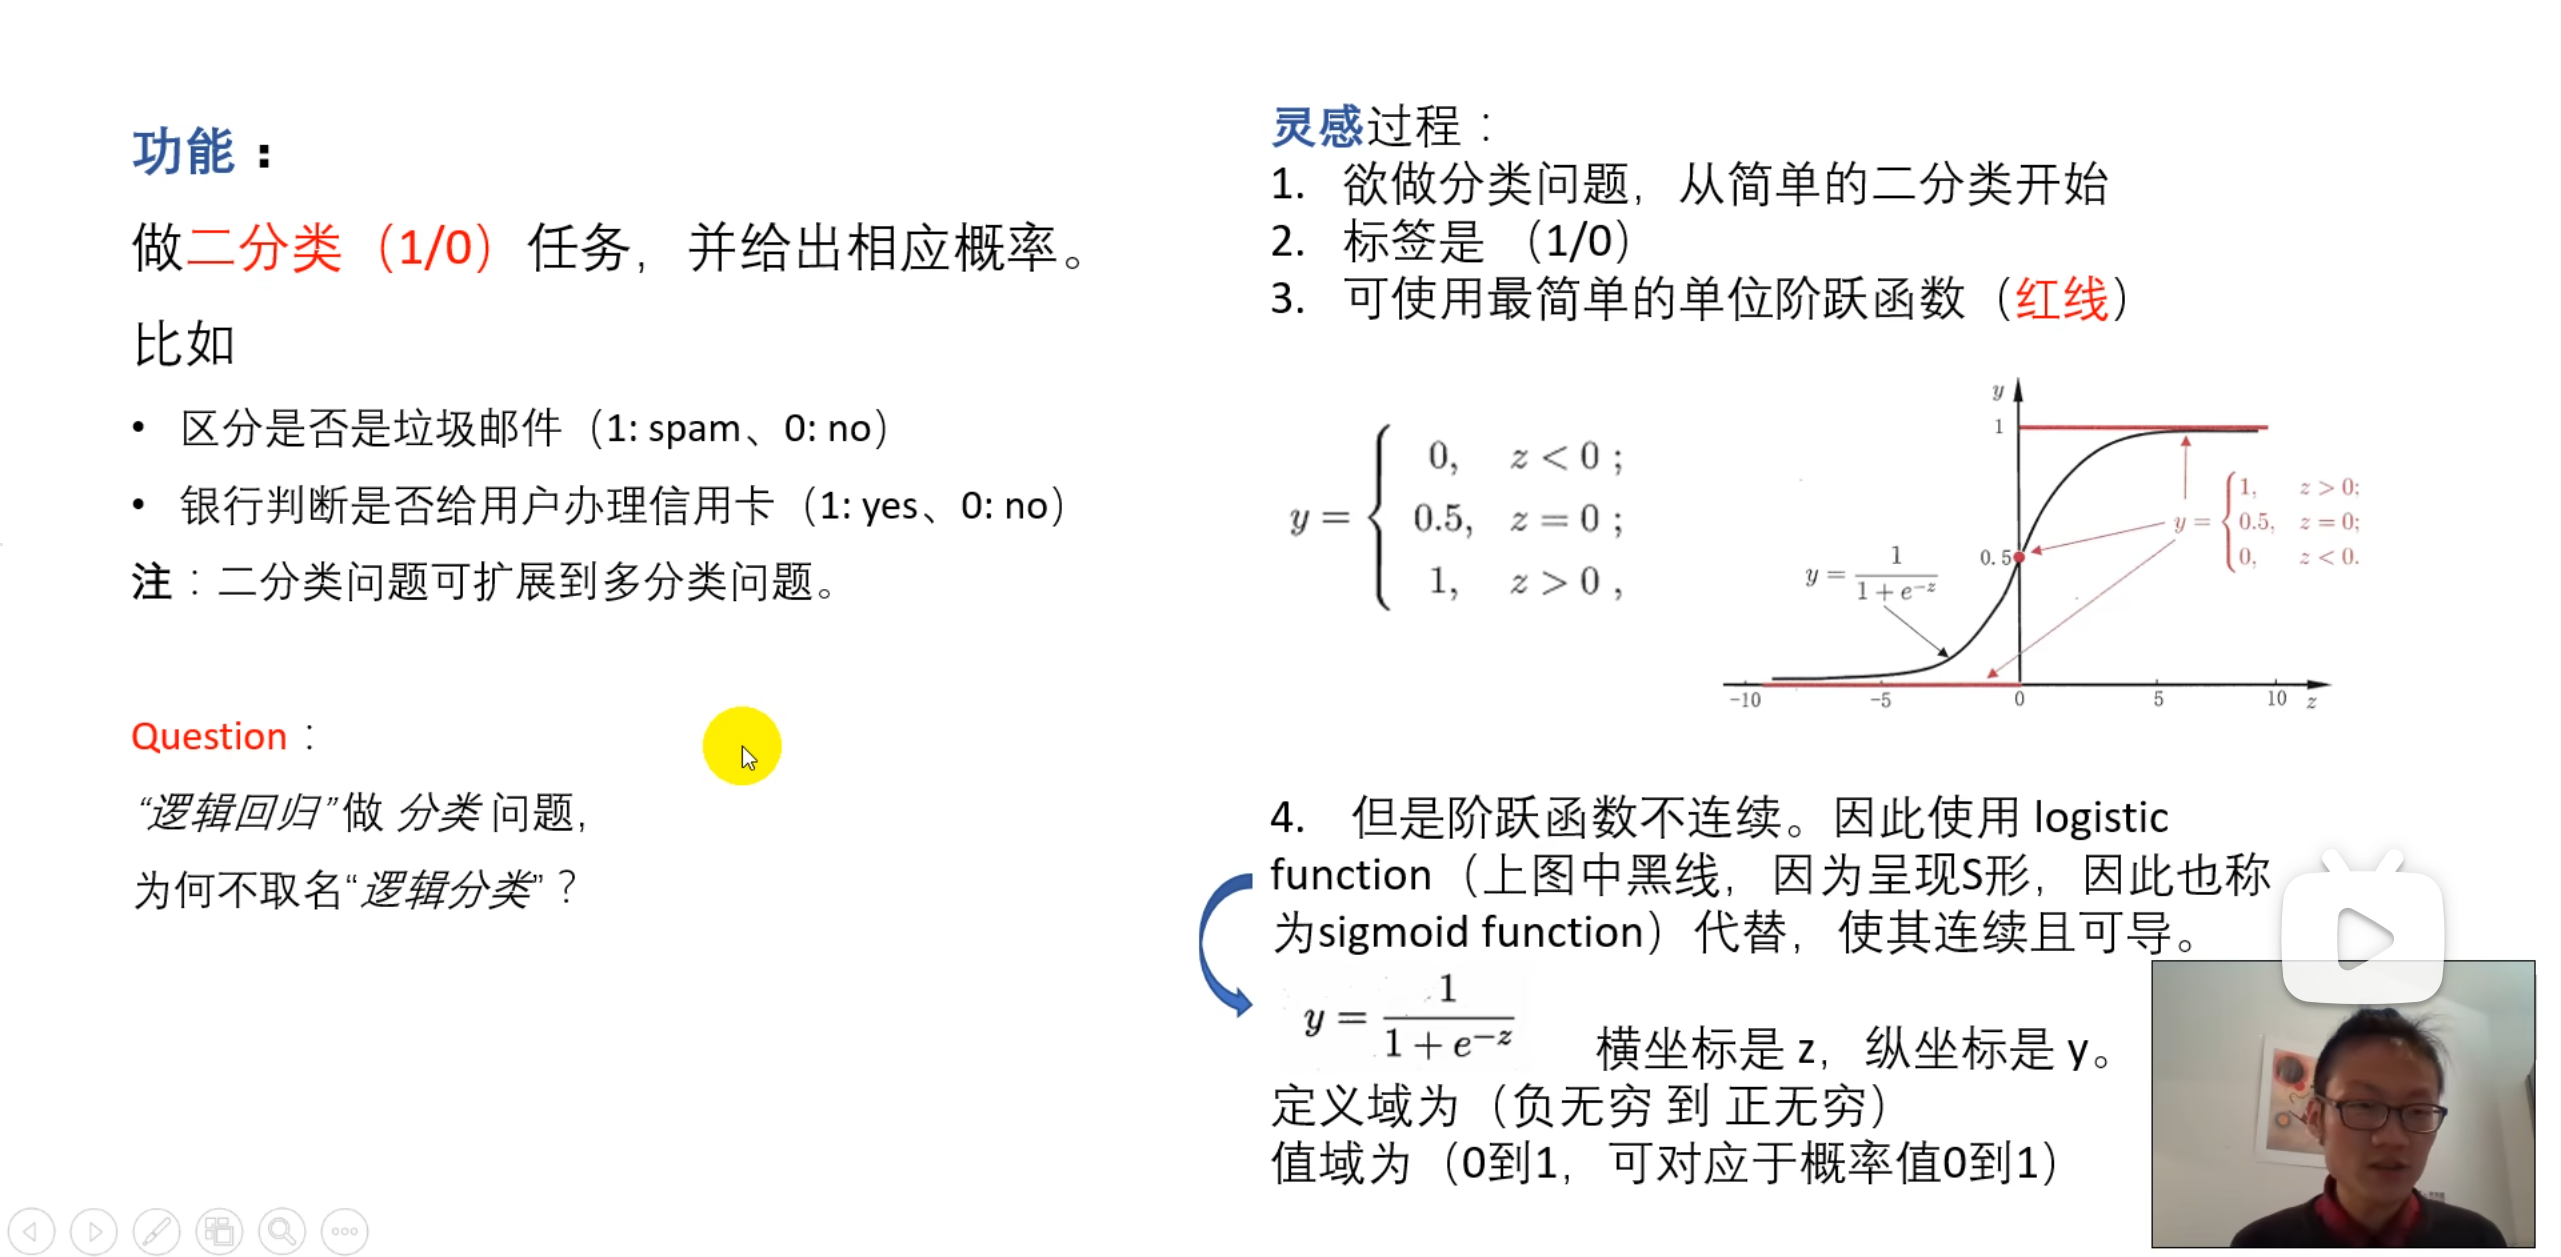 功能：
做二分类（1/0）任务，并给出相应概率。
比如
• 区分是否是垃圾邮件（1: spam、0: no）
• 银行判断是否给用户办理信用卡（1: yes、0: no）
注：二分类问题可扩展到多分类问题。
Question：
“逻辑回归”做 分类 问题，
为何不取名“逻辑分类”？
灵感过程：
1. 欲做分类问题，从简单的二分类开始
2. 标签是 （1/0）
3. 可使用最简单的单位阶跃函数（红线）
y = { 0, z < 0 ;
0.5, z = 0 ;
1, z > 0 ,
y
1
0.5
y = 1 / (1 + e^{-z})
y = { 1, z > 0;
0.5, z = 0;
0, z < 0.
-10 -5 0 5 10 z
4. 但是阶跃函数不连续。因此使用 logistic
function（上图中黑线，因为呈现S形，因此也称
为sigmoid function）代替，使其连续且可导。
y = 1 / (1 + e^{-z}) 横坐标是 z，纵坐标是 y。
定义域为（负无穷 到 正无穷）
值域为（0到1，可对应于概率值0到1）